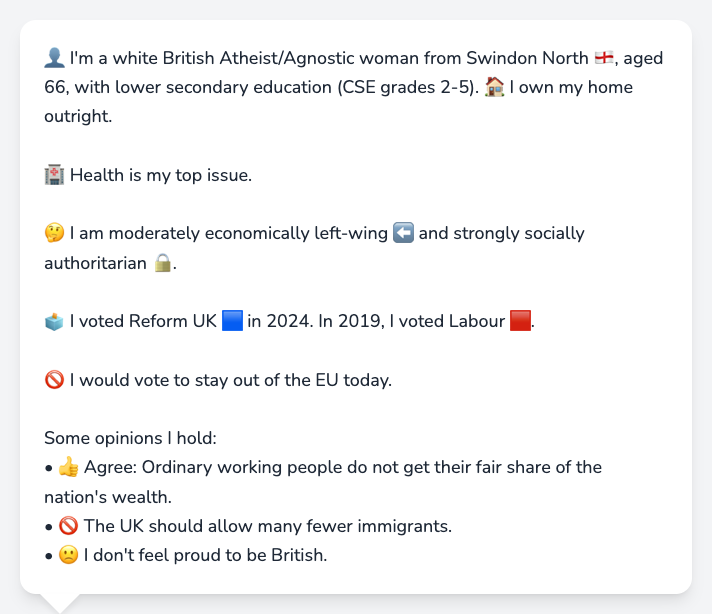 👤 I'm a white British Atheist/Agnostic woman from Swindon North 🏴󠁧󠁢󠁥󠁮󠁧󠁿, aged
66, with lower secondary education (CSE grades 2-5). 🏠 I own my home
outright.
🏥 Health is my top issue.
🤔 I am moderately economically left-wing ⬅️ and strongly socially
authoritarian 🔒.
🗳️ I voted Reform UK 🟦 in 2024. In 2019, I voted Labour 🟥.
🚫 I would vote to stay out of the EU today.
Some opinions I hold:
• 👍 Agree: Ordinary working people do not get their fair share of the
nation's wealth.
• 🚫 The UK should allow many fewer immigrants.
• 🙁 I don't feel proud to be British.